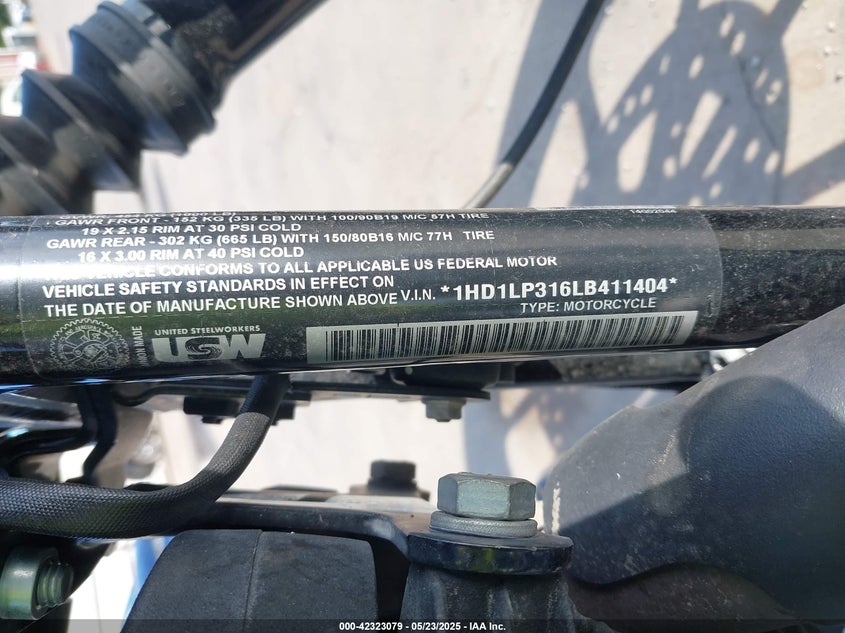 GAWR FRONT - 152 KG (335 LB) WITH 100/90B19 M/C 57H TIRE
19 X 2.15 RIM AT 30 PSI COLD
GAWR REAR - 302 KG (665 LB) WITH 150/80B16 M/C 77H TIRE
16 X 3.00 RIM AT 40 PSI COLD
THIS VEHICLE CONFORMS TO ALL APPLICABLE US FEDERAL MOTOR
VEHICLE SAFETY STANDARDS IN EFFECT ON
THE DATE OF MANUFACTURE SHOWN ABOVE V.I.N. *1HD1LP316LB411404*
TYPE: MOTORCYCLE
UNITED STEELWORKERS
USW
000-42323079 - 05/23/2025 - IAA Inc.